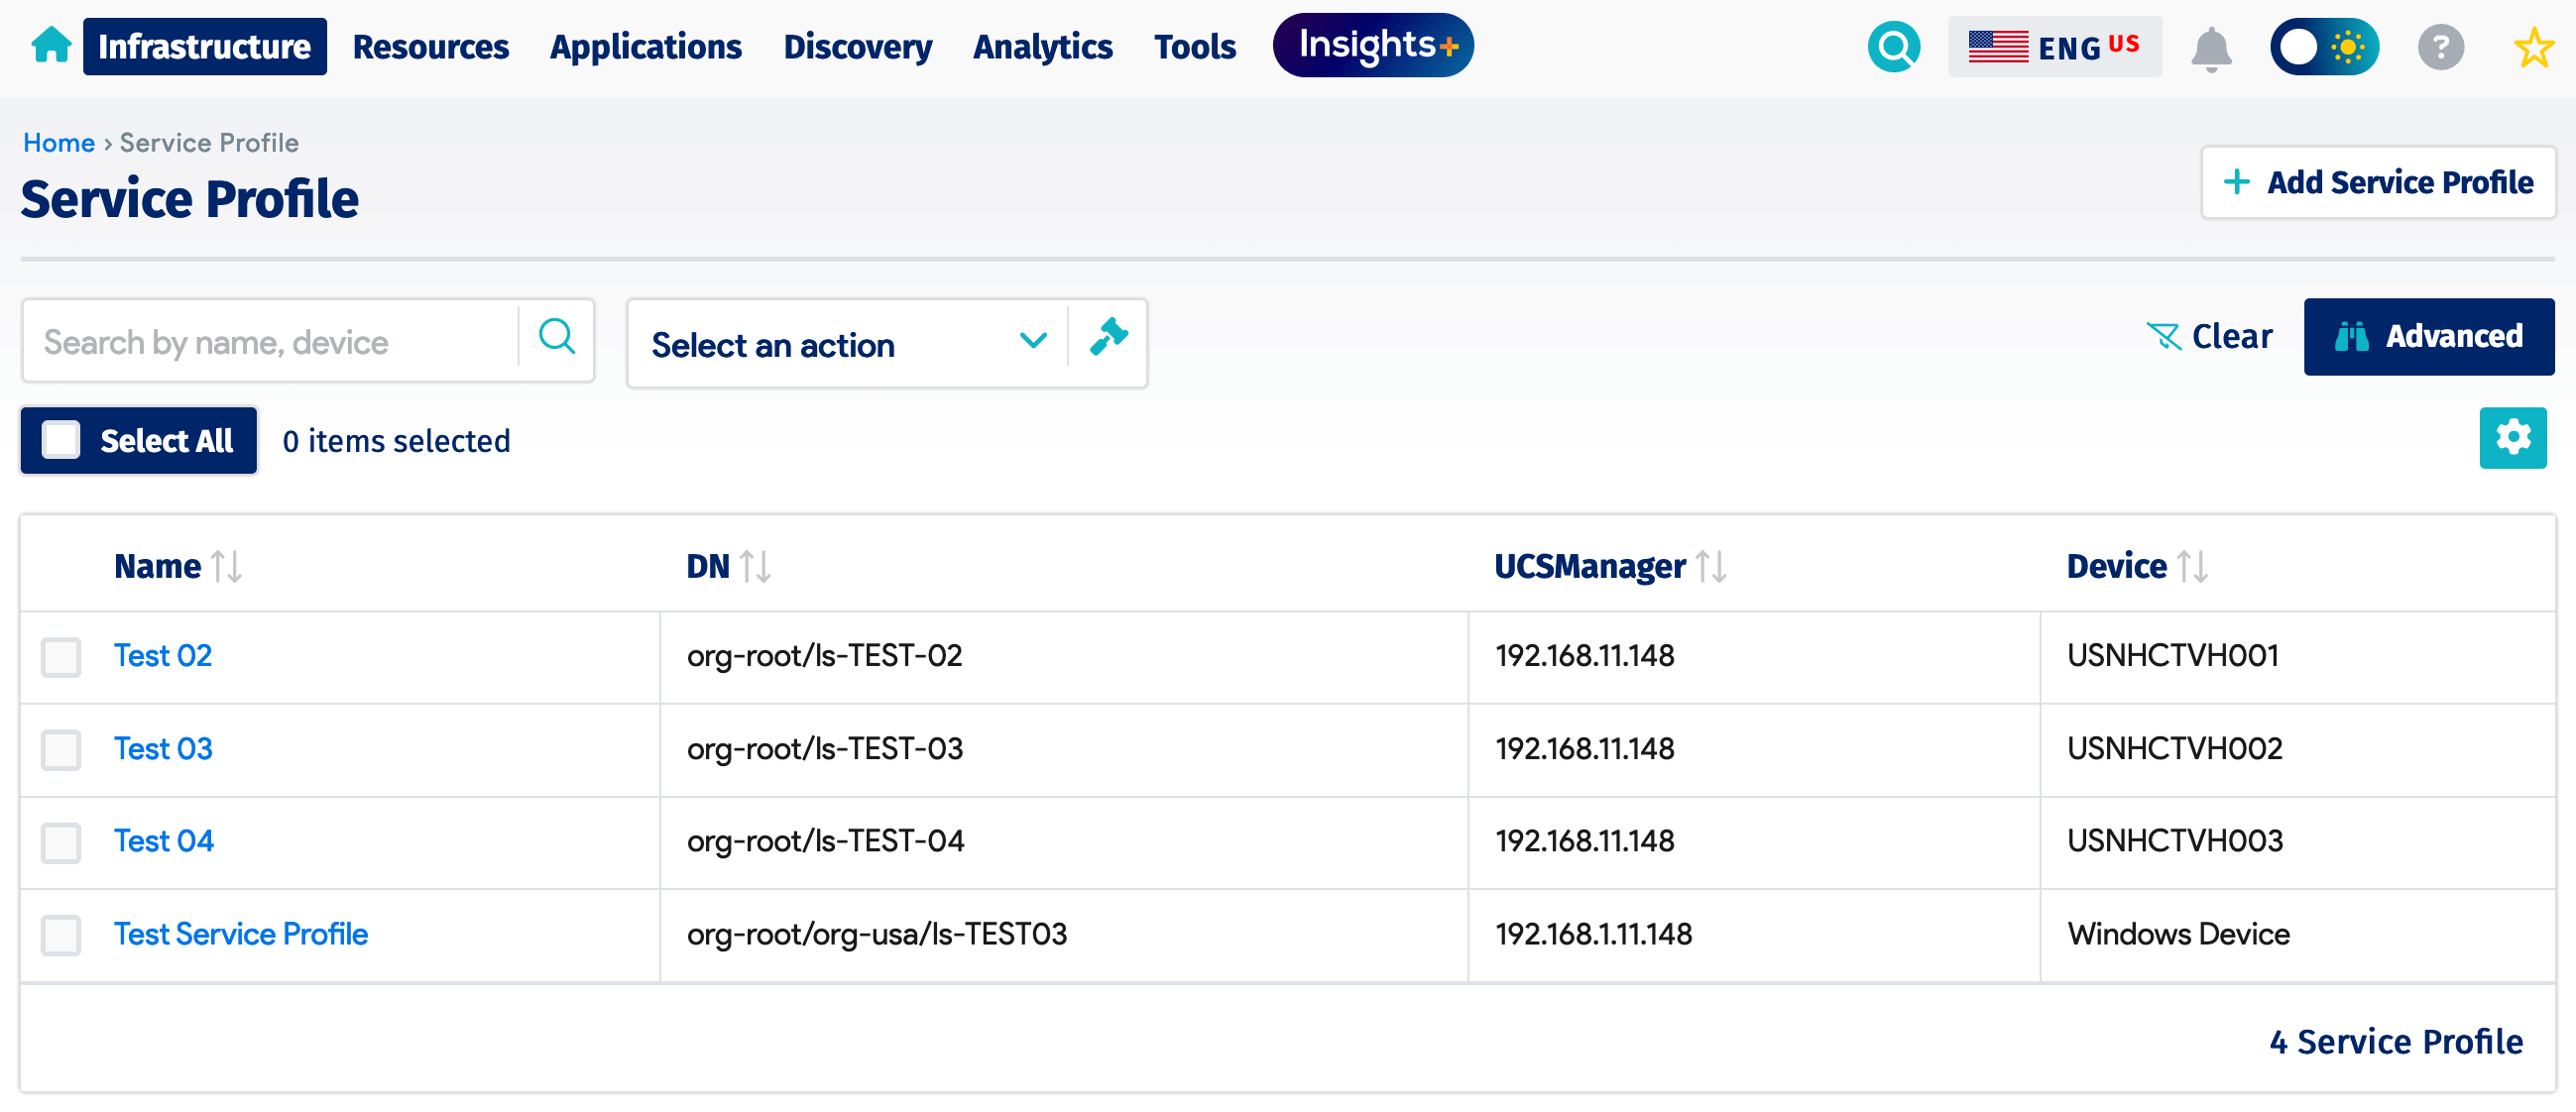 Infrastructure Resources Applications Discovery Analytics Tools Insights+ ENG US ?
Home › Service Profile
Service Profile
+ Add Service Profile
Search by name, device
Select an action
Clear
Advanced
Select All
0 items selected
Name DN UCSManager Device
Test 02 org-root/ls-TEST-02 192.168.11.148 USNHCTVH001
Test 03 org-root/ls-TEST-03 192.168.11.148 USNHCTVH002
Test 04 org-root/ls-TEST-04 192.168.11.148 USNHCTVH003
Test Service Profile org-root/org-usa/ls-TEST03 192.168.1.11.148 Windows Device
4 Service Profile